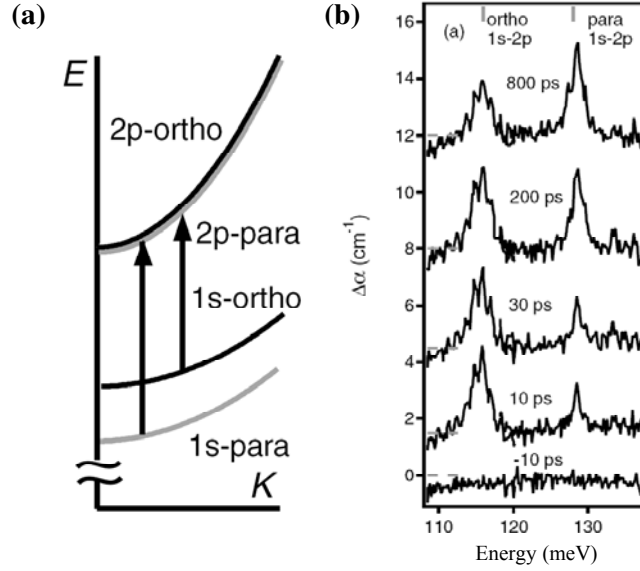 (a)
E
2p-ortho
2p-para
1s-ortho
1s-para
K
(b)
16
14
12
10
8
6
4
2
0
Δα (cm⁻¹)
(a)
ortho
1s-2p
para
1s-2p
800 ps
200 ps
30 ps
10 ps
-10 ps
110
120
130
Energy (meV)